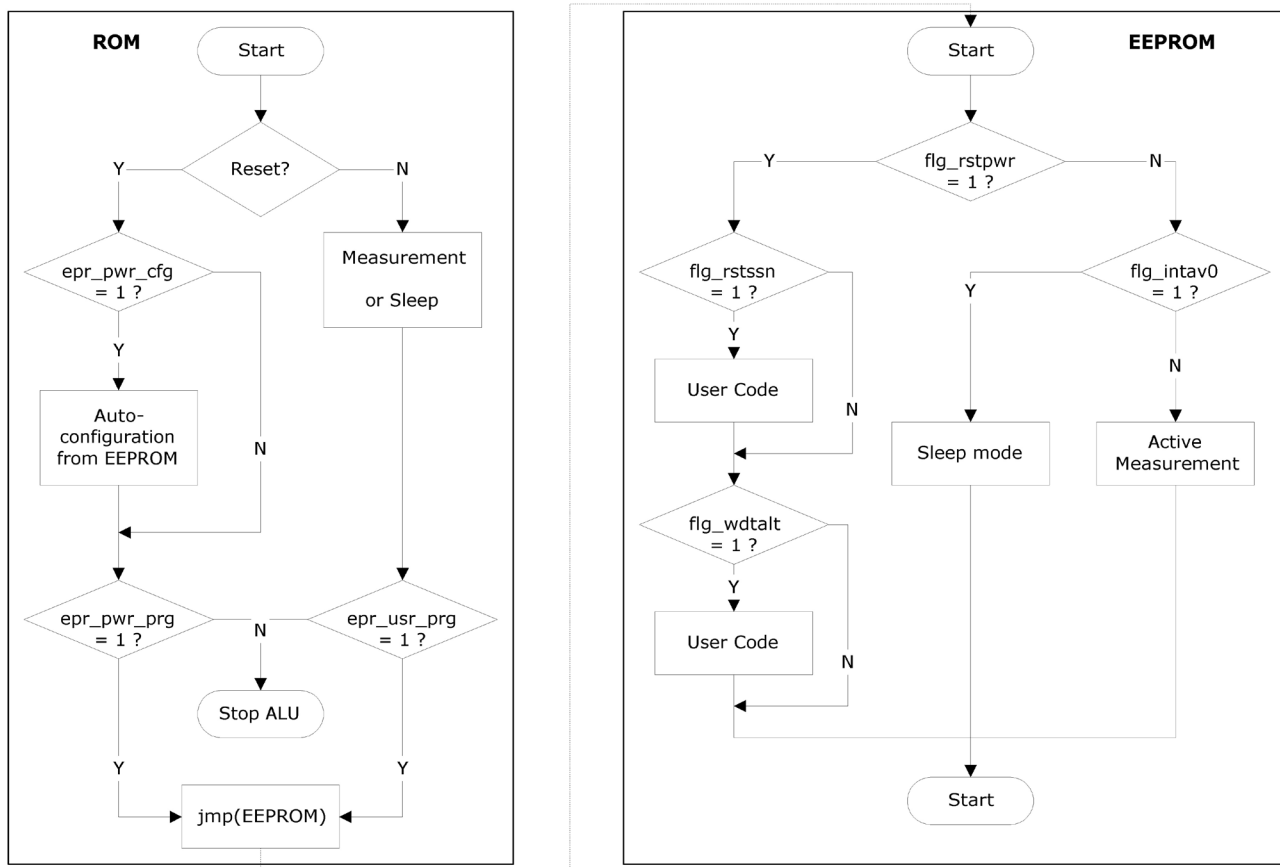 ROM
Start
Reset?
Y
N
epr_pwr_cfg
= 1 ?
Measurement
or Sleep
Y
Auto-
configuration
from EEPROM
N
epr_pwr_prg
= 1 ?
N
epr_usr_prg
= 1 ?
Stop ALU
Y
Y
jmp(EEPROM)
EEPROM
Start
flg_rstpwr
= 1 ?
Y
N
flg_rstssn
= 1 ?
flg_intav0
= 1 ?
Y
Y
N
User Code
N
Sleep mode
Active
Measurement
flg_wdtalt
= 1 ?
Y
User Code
N
Start